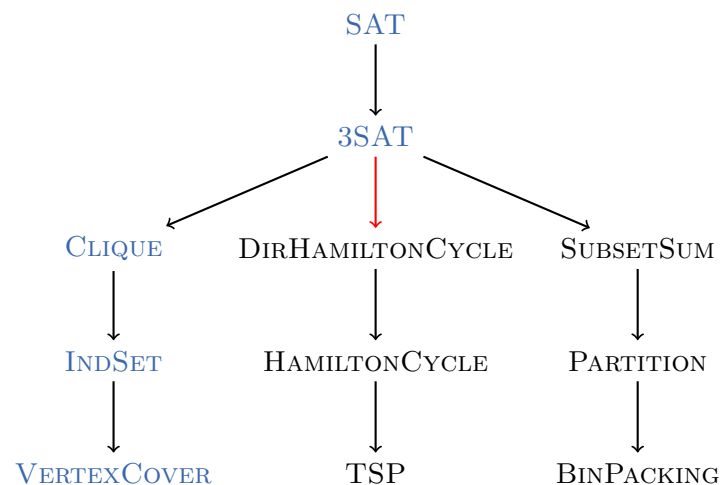 SAT
3SAT
CLIQUE DIRHAMILTONCYCLE SUBSETSUM
INDSET HAMILTONCYCLE PARTITION
VERTEXCOVER TSP BINPACKING